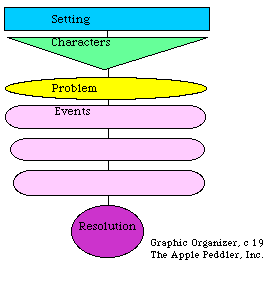 Setting
Characters
Problem
Events
Resolution
Graphic Organizer, c 19
The Apple Peddler, Inc.